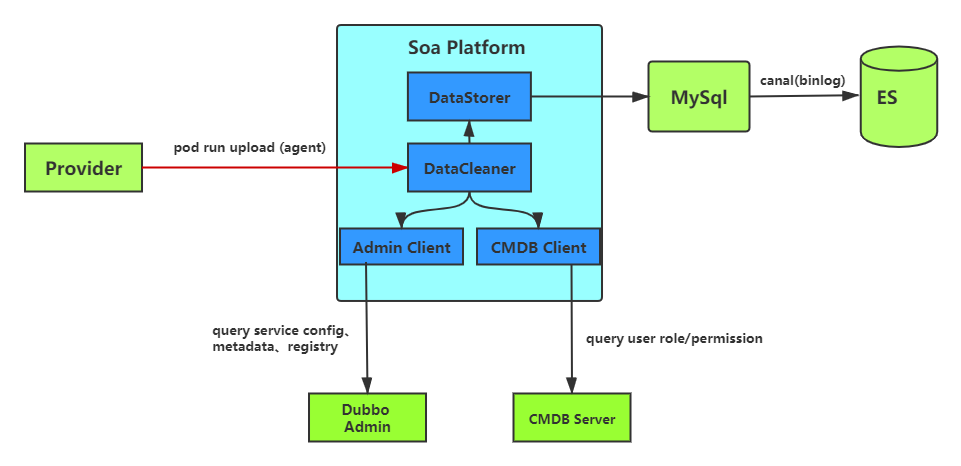 Soa Platform
DataStorer
MySql
canal(binlog)
ES
pod run upload (agent)
Provider
DataCleaner
Admin Client
CMDB Client
query service config、
metadata、registry
query user role/permission
Dubbo
Admin
CMDB Server